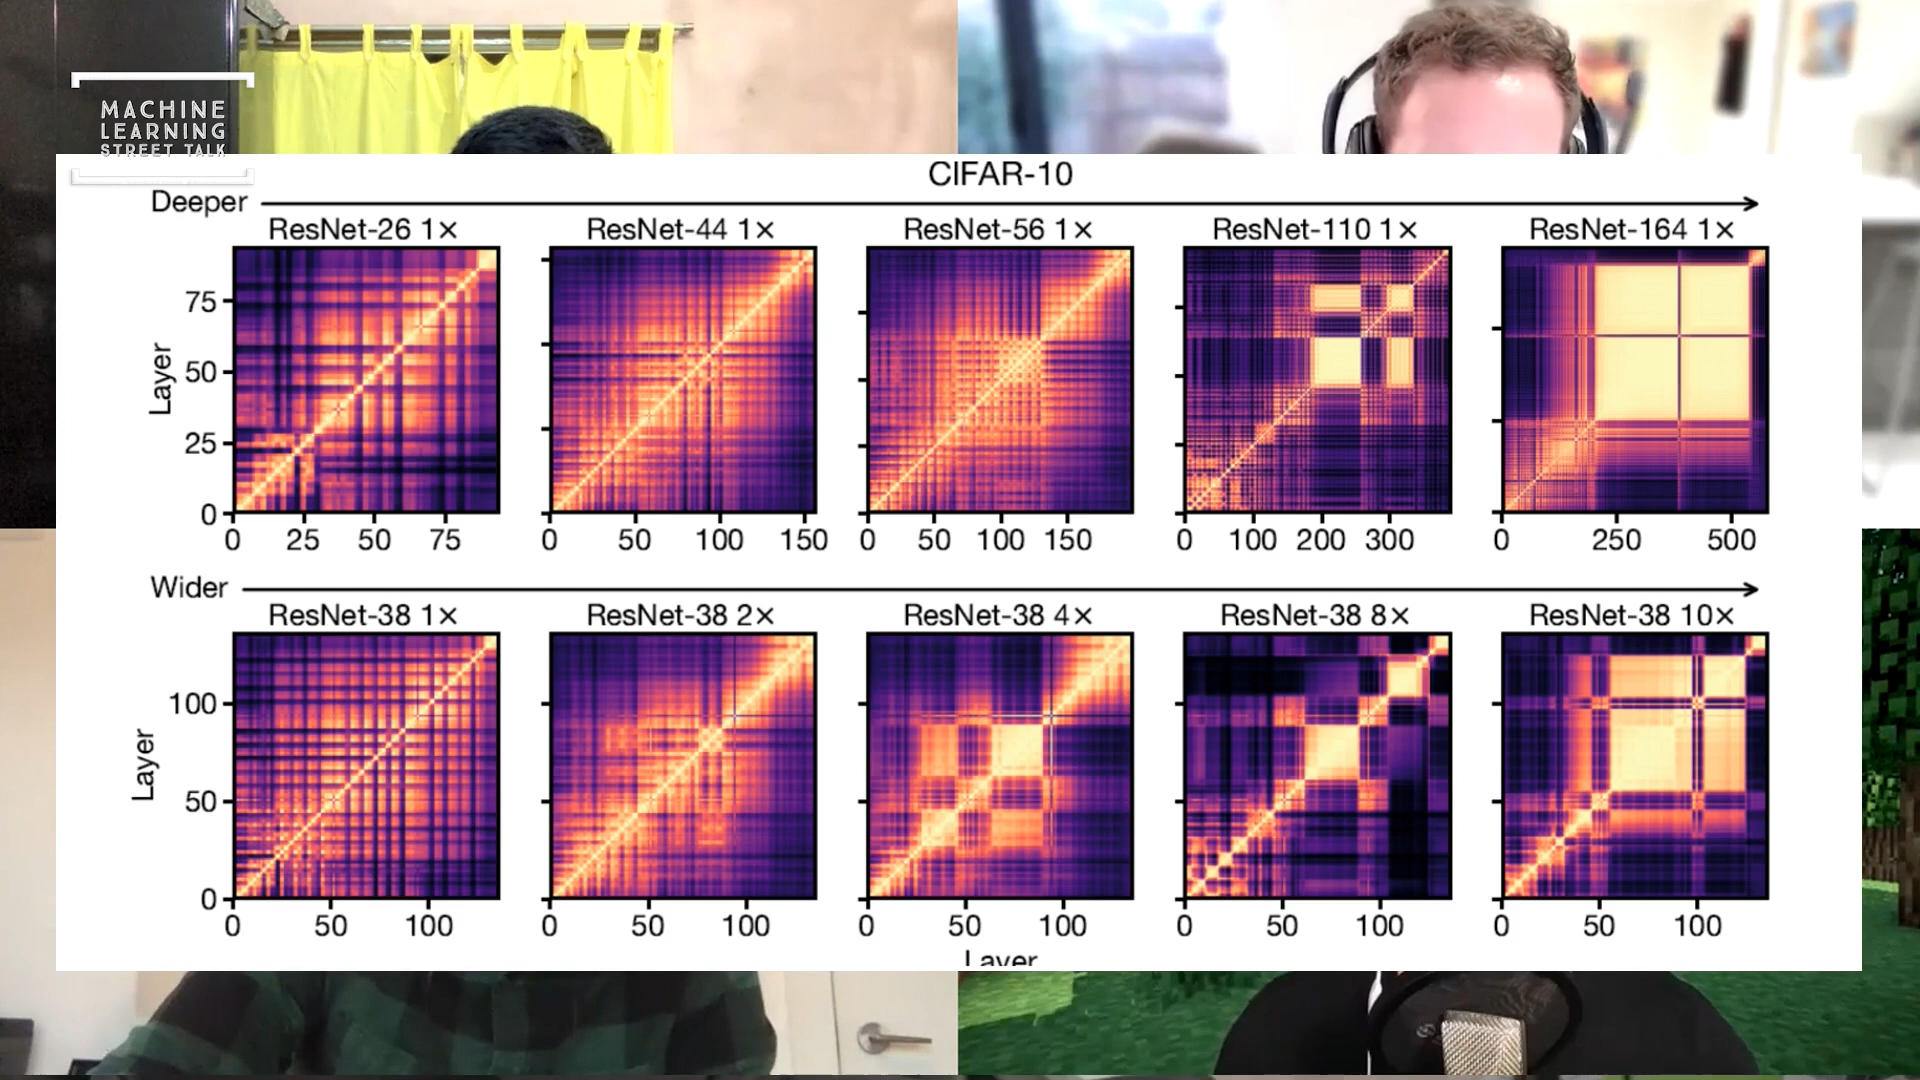 MACHINE
LEARNING
STREET TALK
CIFAR-10
Deeper
ResNet-26 1×
ResNet-44 1×
ResNet-56 1×
ResNet-110 1×
ResNet-164 1×
Layer
75
50
25
0
0 25 50 75
0 50 100 150
0 50 100 150
0 100 200 300
0 250 500
Wider
ResNet-38 1×
ResNet-38 2×
ResNet-38 4×
ResNet-38 8×
ResNet-38 10×
Layer
100
50
0
0 50 100
0 50 100
0 50 100
0 50 100
0 50 100
Layer